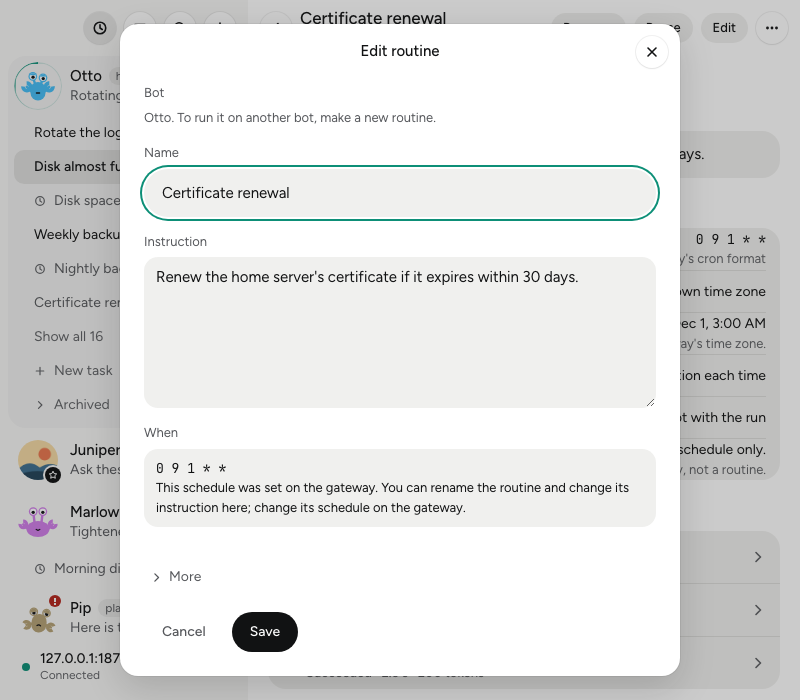 Certificate renewal
Edit
Edit routine
Otto
Rotating
Rotate the log
Disk almost fu
Disk space
Weekly backu
Nightly ba
Certificate rer
Show all 16
New task
Archived
Juniper
Ask thes
Marlow
Tightene
Morning di
Pip
pla
Here is t
127.0.0.1:187
Connected
Bot
Otto. To run it on another bot, make a new routine.
Name
Certificate renewal
Instruction
Renew the home server's certificate if it expires within 30 days.
When
0 9 1 * *
This schedule was set on the gateway. You can rename the routine and change its
instruction here; change its schedule on the gateway.
More
Cancel
Save
ays.
0 9 1 * *
y's cron format
own time zone
ec 1, 3:00 AM
ay's time zone.
ion each time
t with the run
schedule only.
, not a routine.